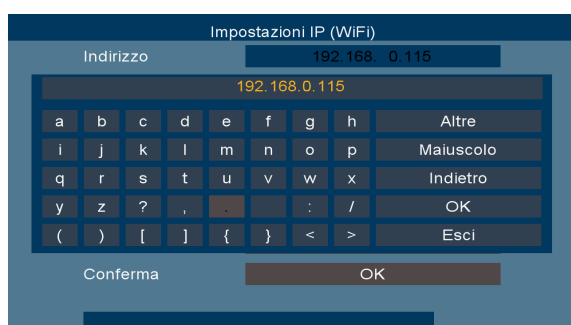 Impostazioni IP (WiFi)
Indirizzo 192.168. 0.115
192.168.0.115
a b c d e f g h Altre
i j k l m n o p Maiuscolo
q r s t u v w x Indietro
y z ? , . : / OK
( ) [ ] { } < > Esci
Conferma OK